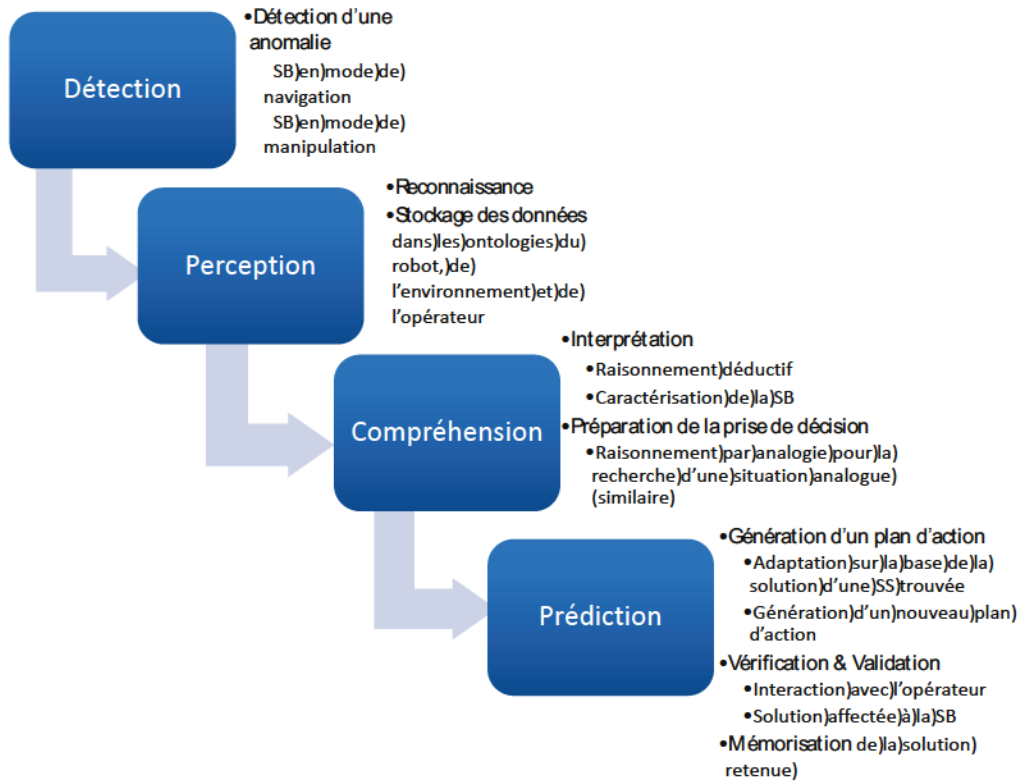 Détection
•Détection d'une
anomalie
SB)en)mode)de)
navigation
SB)en)mode)de)
manipulation
Perception
•Reconnaissance
•Stockage des données
dans)les)ontologies)du)
robot,)de)
l'environnement)et)de)
l'opérateur
Compréhension
•Interprétation
•Raisonnement)déductif
•Caractérisation)de)la)SB
•Préparation de la prise de décision
•Raisonnement)par)analogie)pour)la)
recherche)d'une)situation)analogue)
(similaire)
Prédiction
•Génération d'un plan d'action
•Adaptation)sur)la)base)de)la)
solution)d'une)SS)trouvée
•Génération)d'un)nouveau)plan)
d'action
•Vérification & Validation
•Interaction)avec)l'opérateur
•Solution)affectée)à)la)SB
•Mémorisation de)la)solution)
retenue)